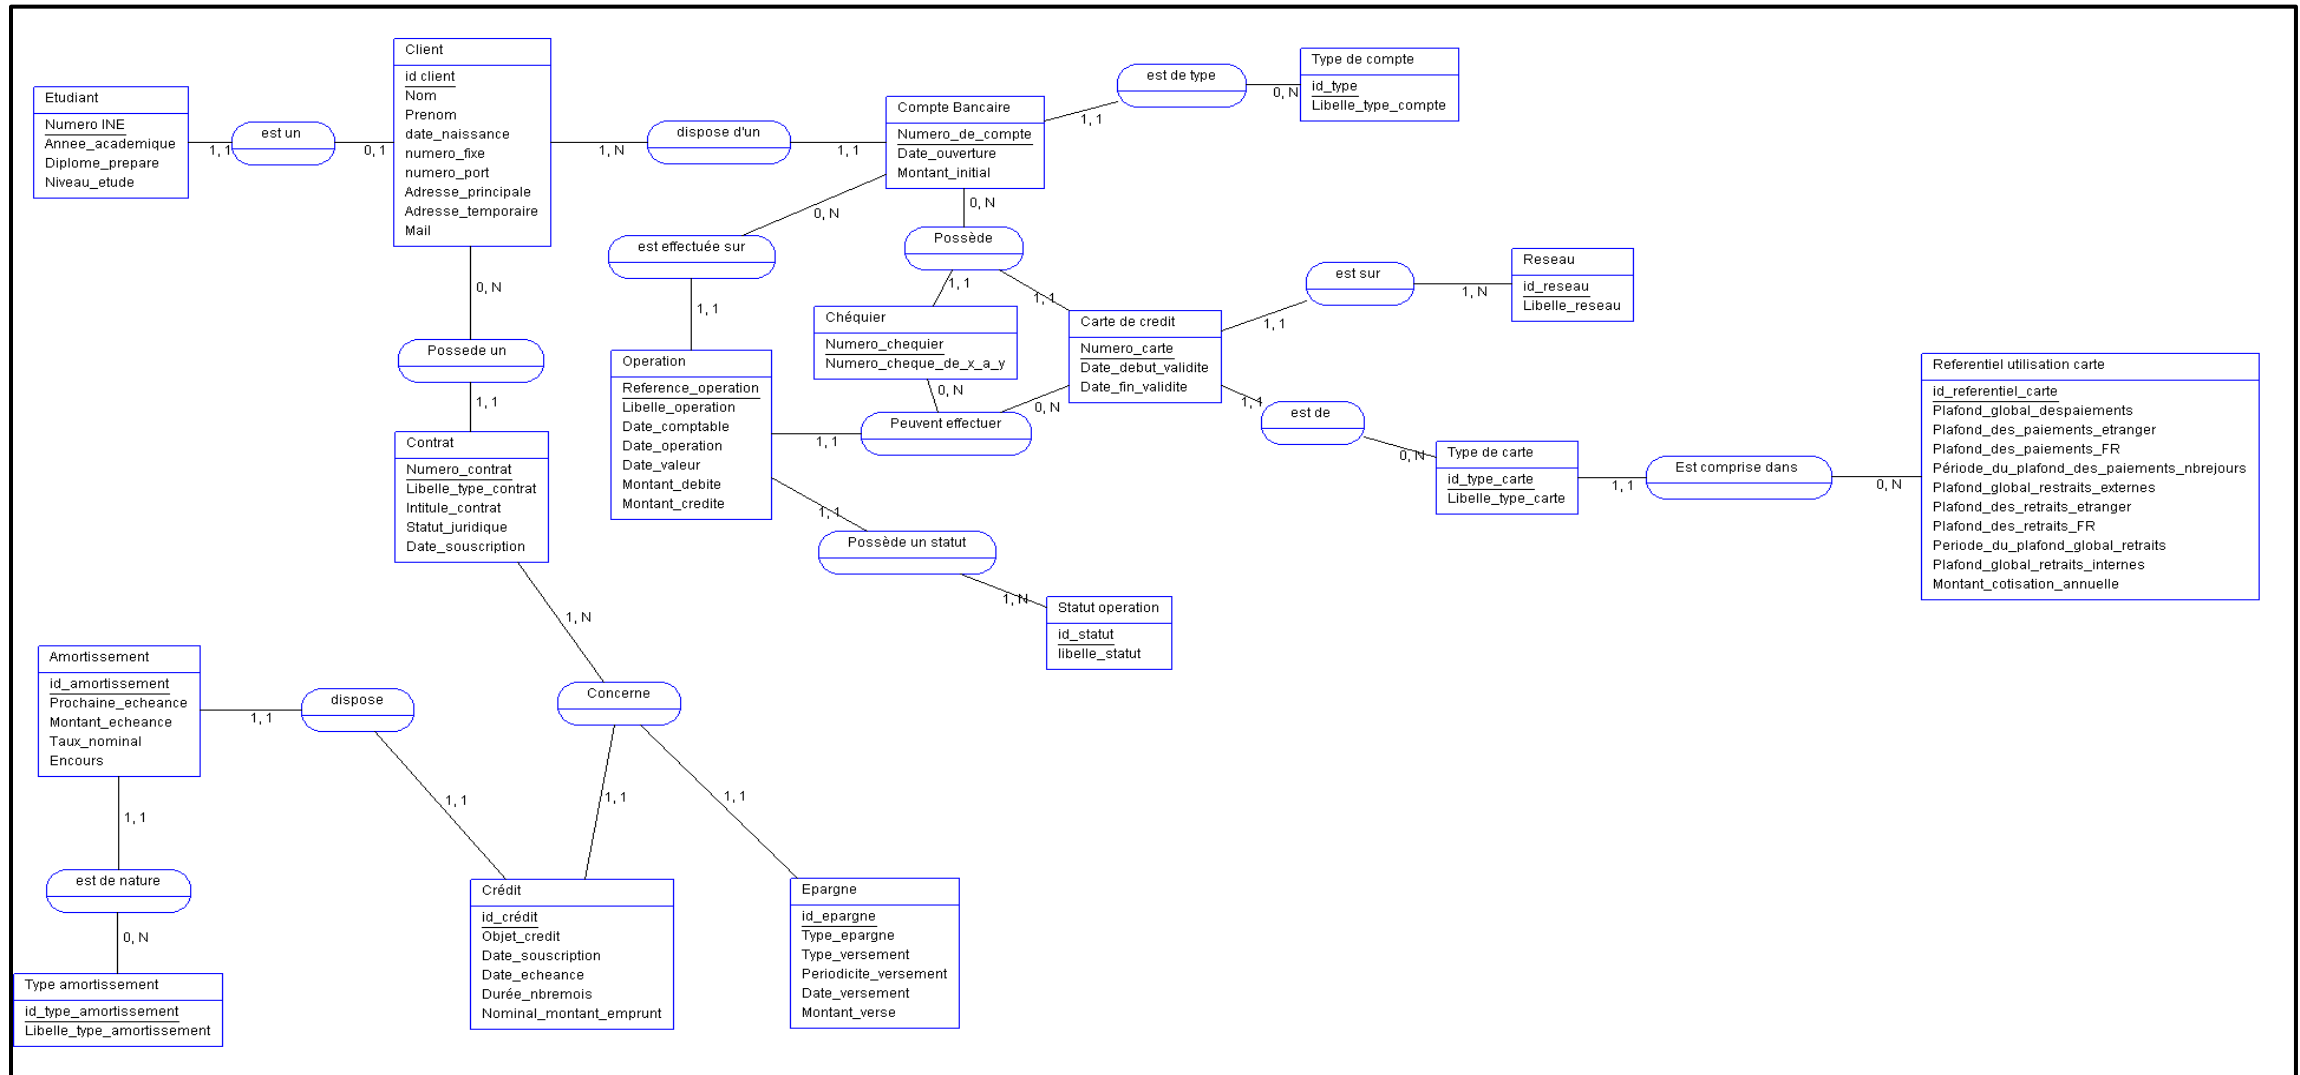 Client
id client
Nom
Prenom
date_naissance
numero_fixe
numero_port
Adresse_principale
Adresse_temporaire
Mail
Etudiant
Numero INE
Annee_academique
Diplome_prepare
Niveau_etude
1, 1
est un
0, 1
1, N
dispose d'un
1, 1
Compte Bancaire
Numero_de_compte
Date_ouverture
Montant_initial
1, 1
est de type
0, N
Type de compte
id_type
Libelle_type_compte
0, N
est effectuée sur
1, 1
0, N
Possède
1, 1
1, 1
Chéquier
Numero_chequier
Numero_cheque_de_x_a_y
0, N
Carte de credit
Numero_carte
Date_debut_validite
Date_fin_validite
0, N
1, 1
est sur
1, N
Reseau
id_reseau
Libelle_reseau
0, N
Possede un
1, 1
Operation
Reference_operation
Libelle_operation
Date_comptable
Date_operation
Date_valeur
Montant_debite
Montant_credite
1, 1
Peuvent effectuer
1, 1
est de
0, N
Type de carte
id_type_carte
Libelle_type_carte
1, 1
Est comprise dans
0, N
Réferentiel utilisation carte
id_referentiel_carte
Plafond_global_despaiements
Plafond_des_paiements_etranger
Plafond_des_paiements_FR
Période_du_plafond_des_paiements_nbrejours
Plafond_global_restraits_externes
Plafond_des_retraits_etranger
Plafond_des_retraits_FR
Periode_du_plafond_global_retraits
Plafond_global_retraits_internes
Montant_cotisation_annuelle
Contrat
Numero_contrat
Libelle_type_contrat
Intitule_contrat
Statut_juridique
Date_souscription
1, 1
Possède un statut
1, N
Statut operation
id_statut
libelle_statut
1, N
Concerne
1, 1
1, 1
Amortissement
id_amortissement
Prochaine_echeance
Montant_echeance
Taux_nominal
Encours
1, 1
dispose
1, 1
1, 1
est de nature
0, N
Type amortissement
id_type_amortissement
Libelle_type_amortissement
Crédit
id_crédit
Objet_credit
Date_souscription
Date_echeance
Durée_nbremois
Nominal_montant_emprunt
Epargne
id_epargne
Type_epargne
Type_versement
Periodicite_versement
Date_versement
Montant_verse